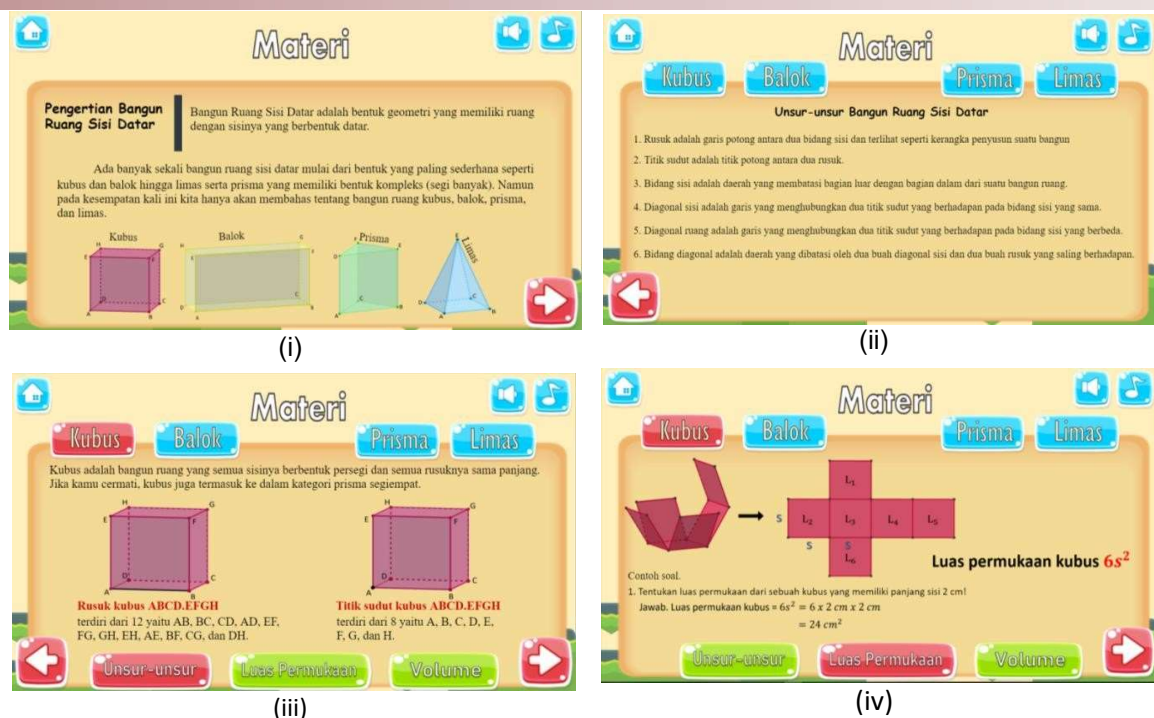 Materi
Pengertian Bangun
Ruang Sisi Datar
Bangun Ruang Sisi Datar adalah bentuk geometri yang memiliki ruang
dengan sisinya yang berbentuk datar.
Ada banyak sekali bangun ruang sisi datar mulai dari bentuk yang paling sederhana seperti
kubus dan balok hingga limas serta prisma yang memiliki bentuk kompleks (segi banyak). Namun
pada kesempatan kali ini kita hanya akan membahas tentang bangun ruang kubus, balok, prisma,
dan limas.
Kubus Balok Prisma Limas
H G
E
D C
A B
E
D C
A B
(i)
Materi
Kubus Balok Prisma Limas
Unsur-unsur Bangun Ruang Sisi Datar
1. Rusuk adalah garis potong antara dua bidang sisi dan terlihat seperti kerangka penyusun suatu bangun
2. Titik sudut adalah titik potong antara dua rusuk.
3. Bidang sisi adalah daerah yang membatasi bagian luar dengan bagian dalam dari suatu bangun ruang.
4. Diagonal sisi adalah garis yang menghubungkan dua titik sudut yang berhadapan pada bidang sisi yang sama.
5. Diagonal ruang adalah garis yang menghubungkan dua titik sudut yang berhadapan pada bidang sisi yang berbeda.
6. Bidang diagonal adalah daerah yang dibatasi oleh dua buah diagonal sisi dan dua buah rusuk yang saling berhadapan.
(ii)
Materi
Kubus Balok Prisma Limas
Kubus adalah bangun ruang yang semua sisinya berbentuk persegi dan semua rusuknya sama panjang.
Jika kamu cermati, kubus juga termasuk ke dalam kategori prisma segiempat.
H G
E F
D C
A B
Rusuk kubus ABCD.EFGH
terdiri dari 12 yaitu AB, BC, CD, AD, EF,
FG, GH, EH, AE, BF, CG, dan DH.
H G
E F
D C
A B
Titik sudut kubus ABCD.EFGH
terdiri dari 8 yaitu A, B, C, D, E,
F, G, dan H.
Unsur-unsur Luas Permukaan Volume
(iii)
Materi
Kubus Balok Prisma Limas
L₁
S L₂ L₃ L₄ L₅
S S
L₆
Luas permukaan kubus 6s²
Contoh soal.
1. Tentukan luas permukaan dari sebuah kubus yang memiliki panjang sisi 2 cm!
Jawab. Luas permukaan kubus = 6s² = 6 x 2 cm x 2 cm
= 24 cm²
Unsur-unsur Luas Permukaan Volume
(iv)